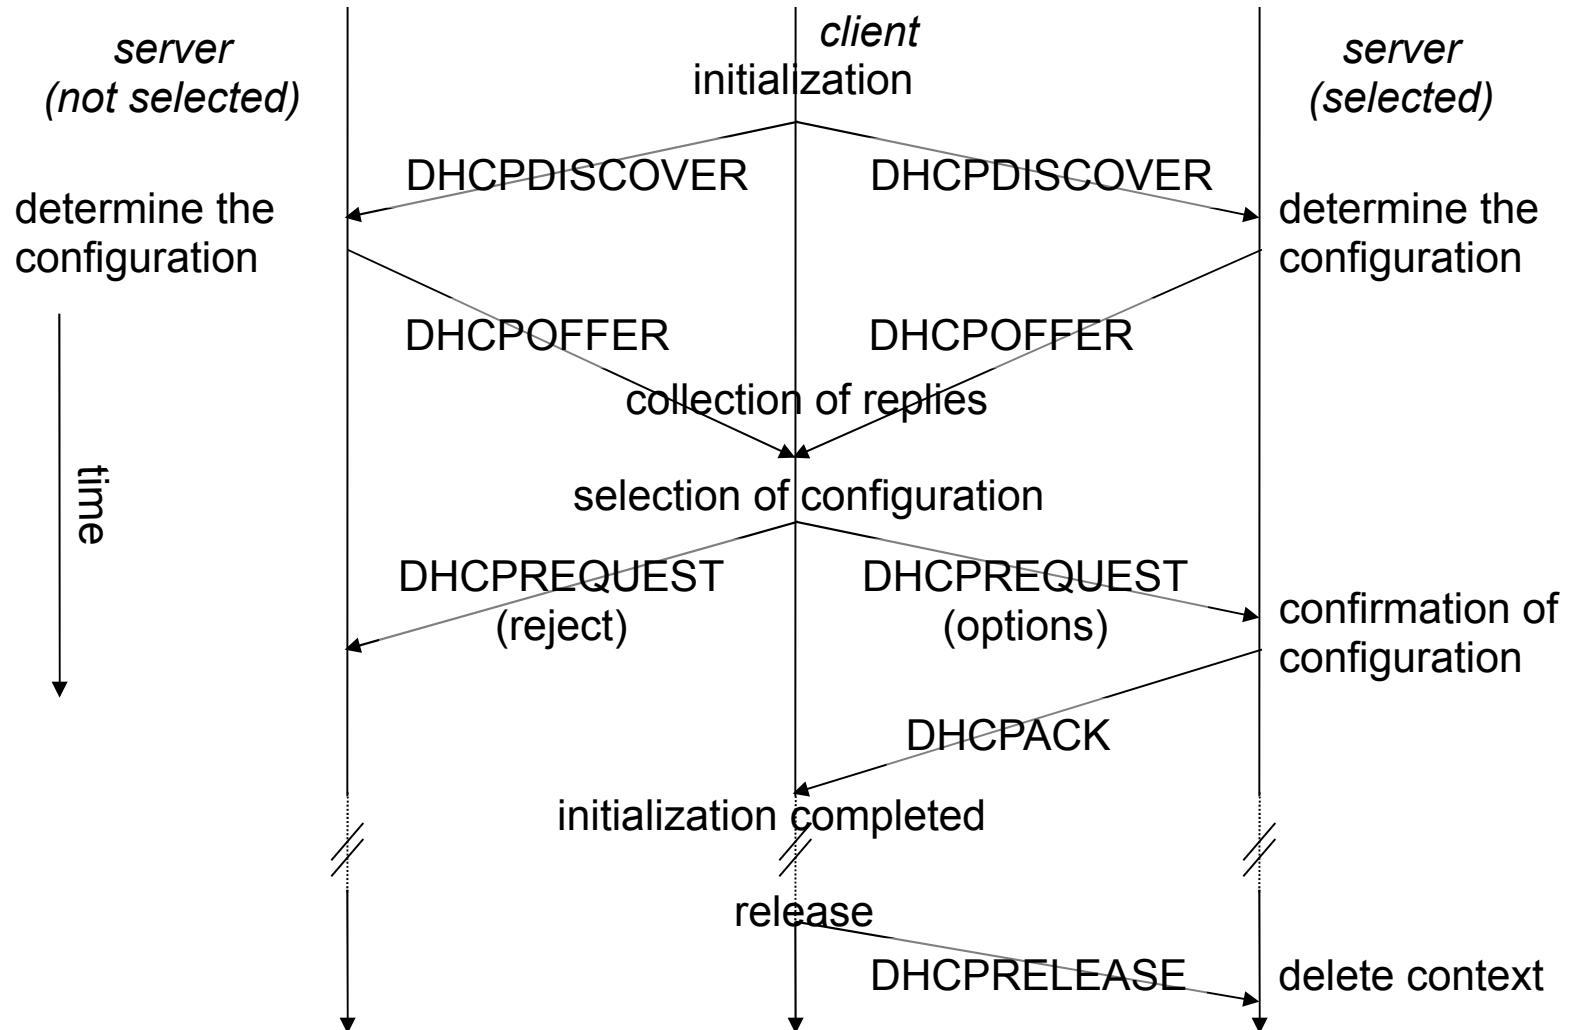 server
(not selected)
client
initialization
server
(selected)
DHCPDISCOVER
DHCPDISCOVER
determine the
configuration
determine the
configuration
DHCPOFFER
DHCPOFFER
collection of replies
time
selection of configuration
DHCPREQUEST
(reject)
DHCPREQUEST
(options)
confirmation of
configuration
DHCPACK
initialization completed
release
DHCPRELEASE
delete context